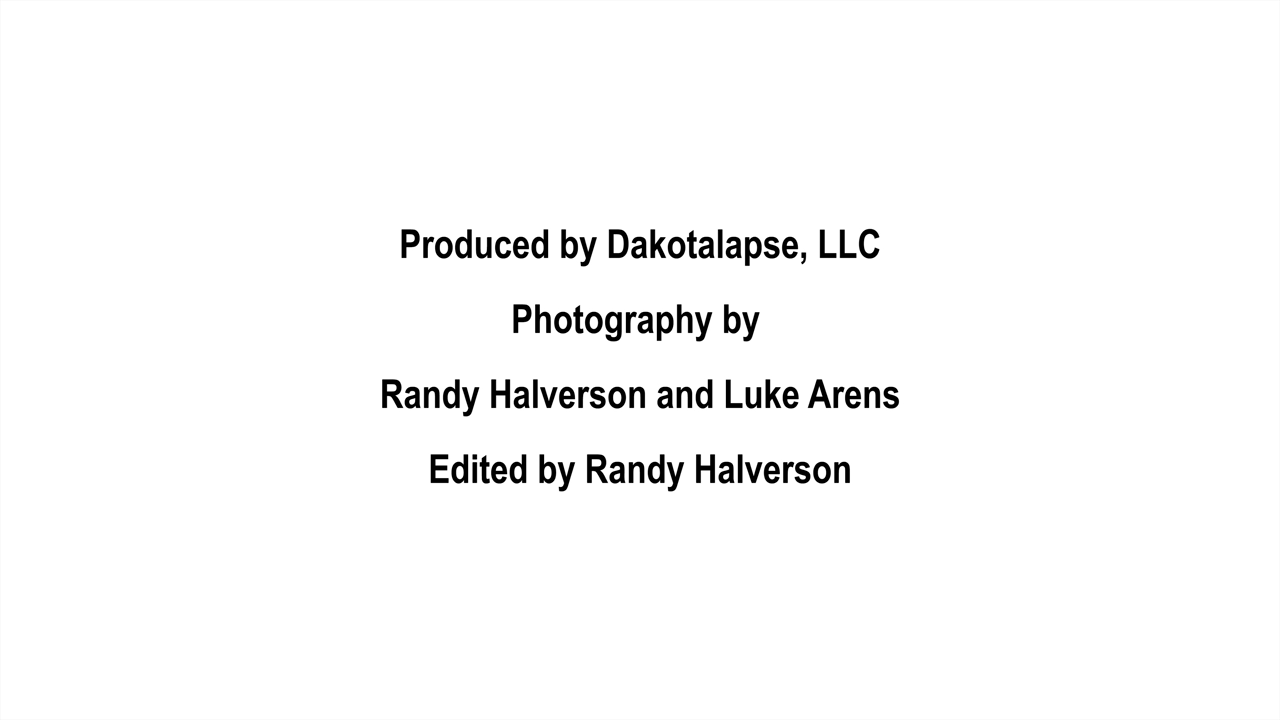 Produced by Dakotalapse, LLC
Photography by
Randy Halverson and Luke Arens
Edited by Randy Halverson